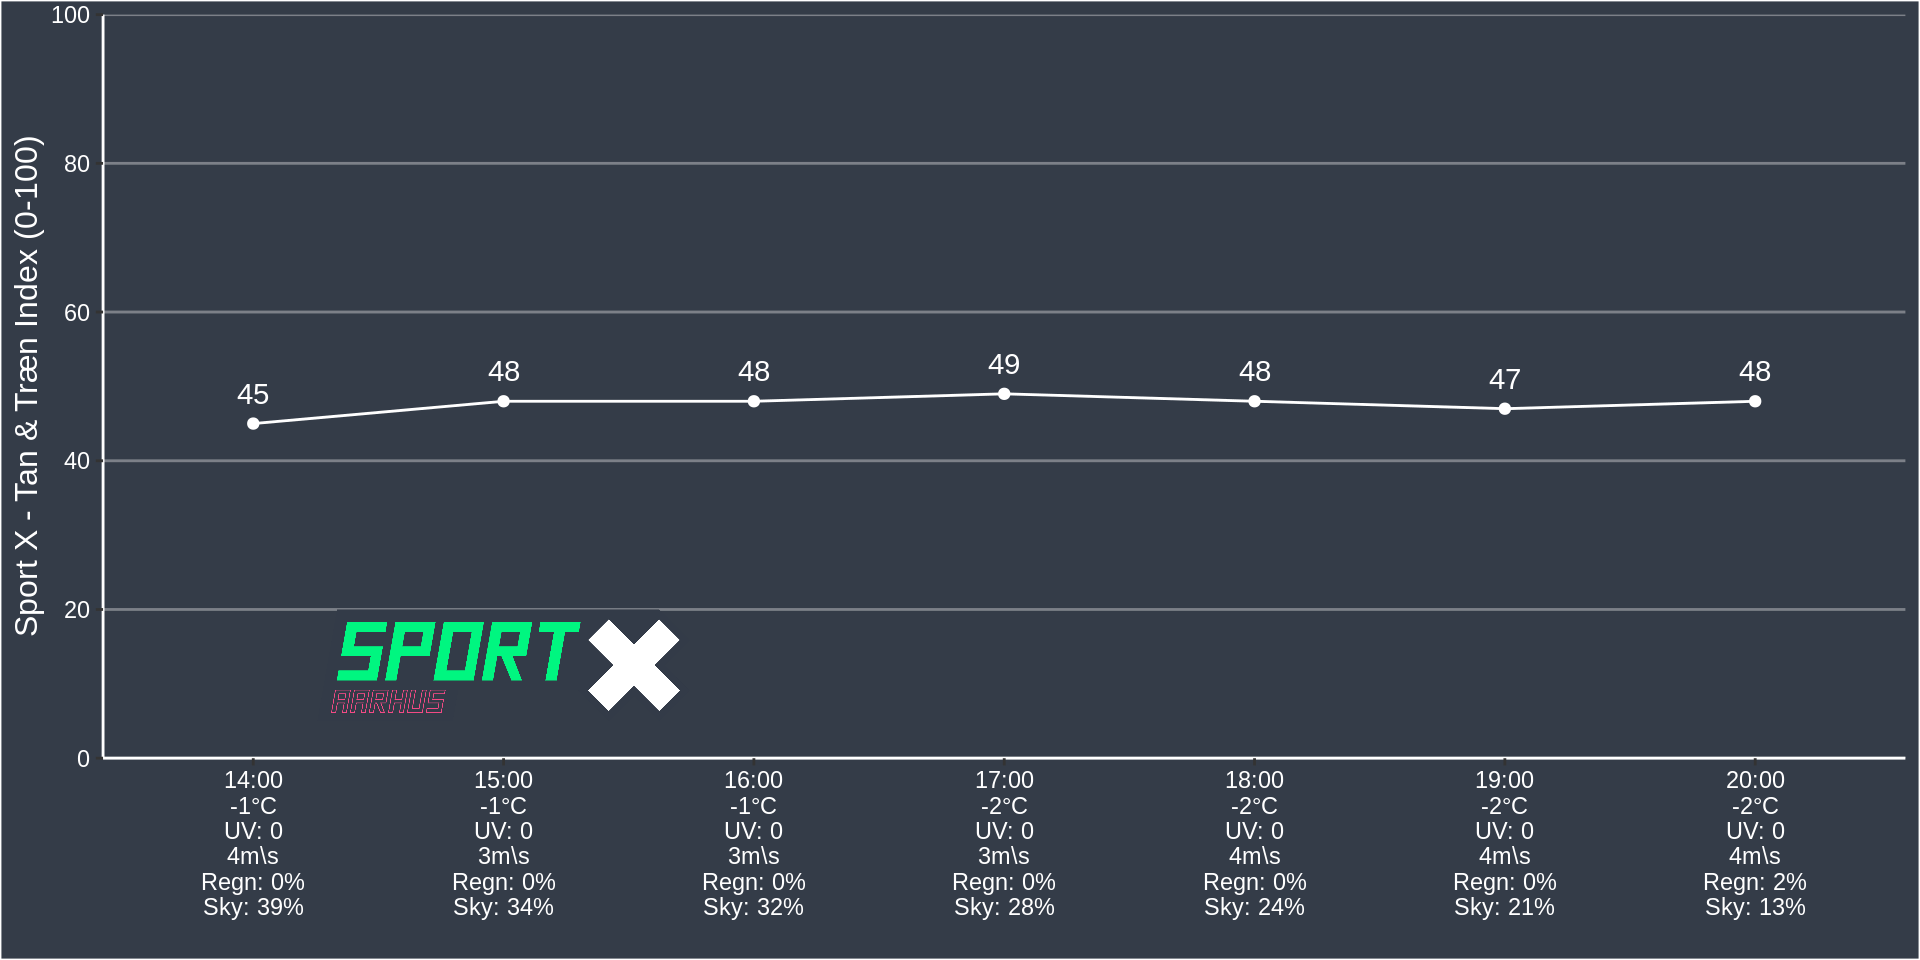 Sport X - Tan & Træn Index (0-100)
100
80
60
40
20
0
45
48
48
49
48
47
48
SPORT X
AARHUS
14:00 15:00 16:00 17:00 18:00 19:00 20:00
-1°C -1°C -1°C -2°C -2°C -2°C -2°C
UV: 0 UV: 0 UV: 0 UV: 0 UV: 0 UV: 0 UV: 0
4m\s 3m\s 3m\s 3m\s 4m\s 4m\s 4m\s
Regn: 0% Regn: 0% Regn: 0% Regn: 0% Regn: 0% Regn: 0% Regn: 2%
Sky: 39% Sky: 34% Sky: 32% Sky: 28% Sky: 24% Sky: 21% Sky: 13%